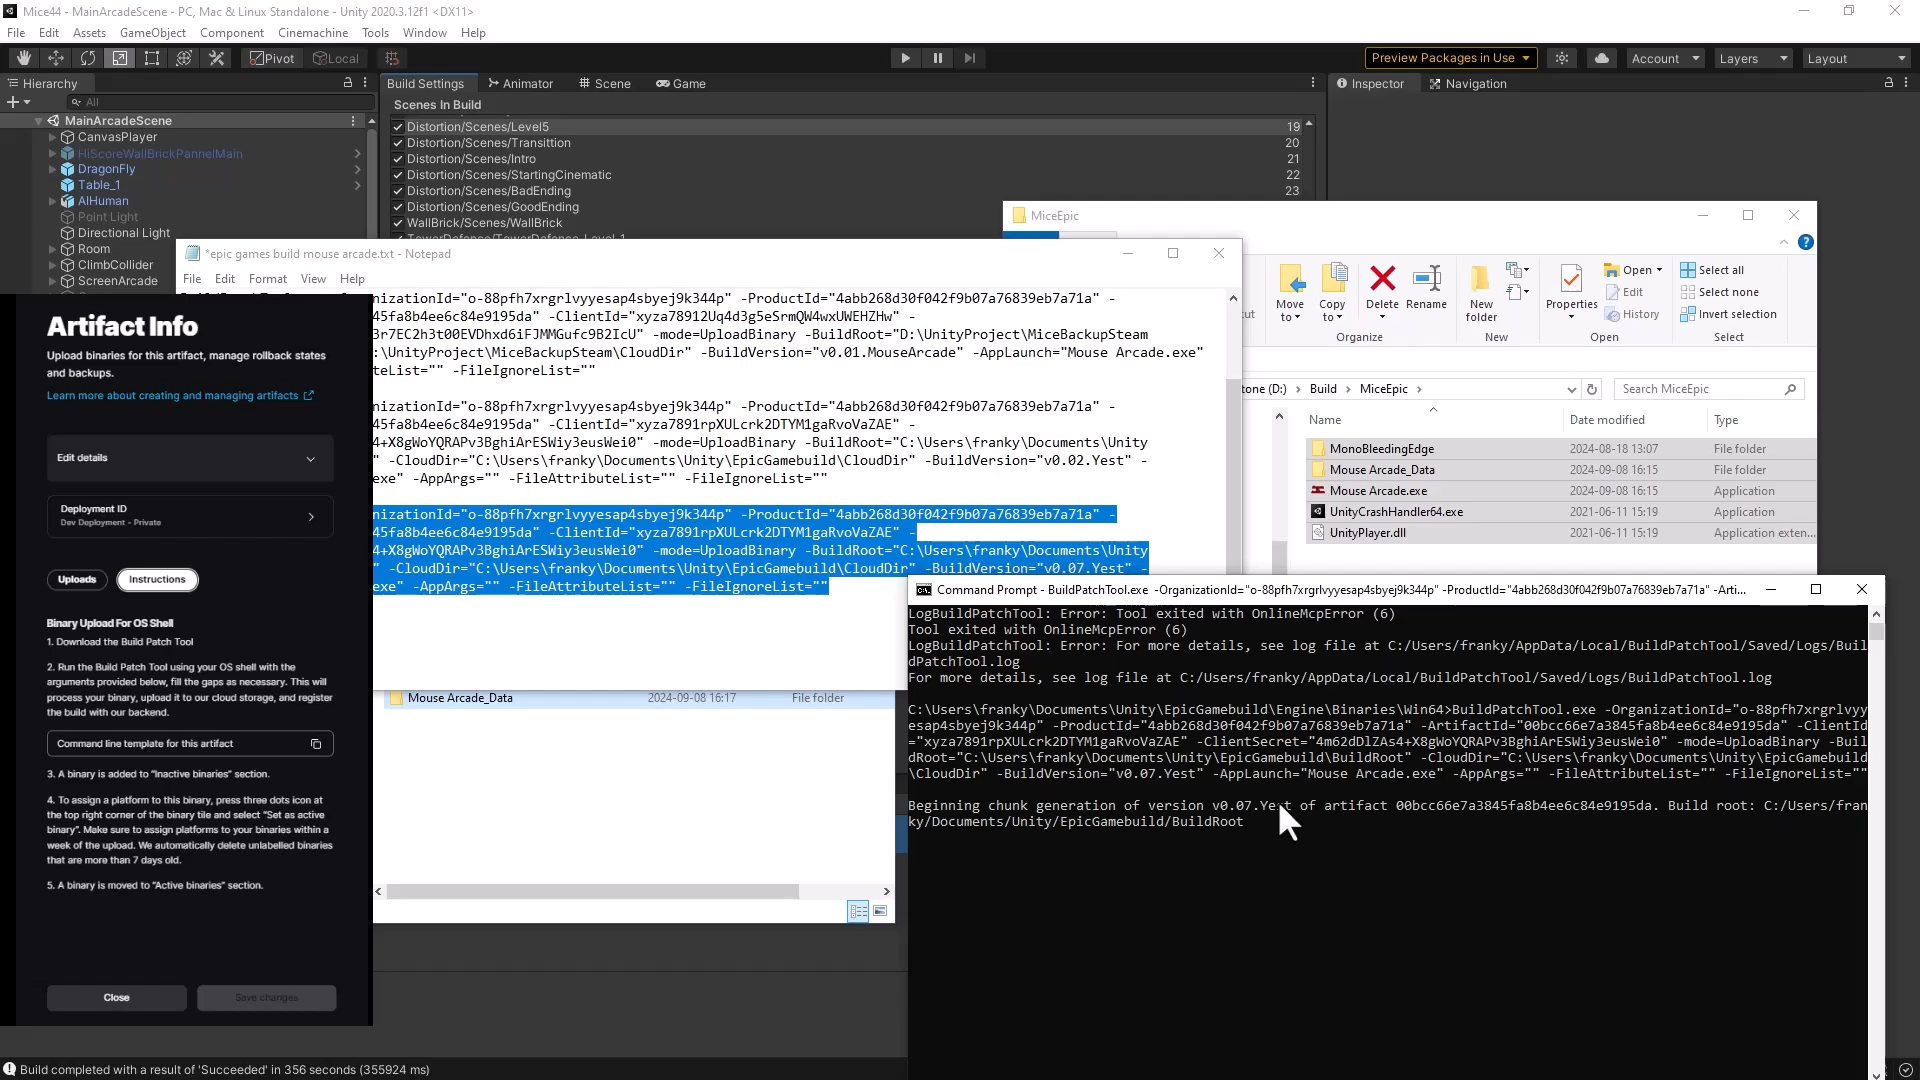 Mice44 - MainArcadeScene - PC, Mac & Linux Standalone - Unity 2020.3.12f1 <DX11>
File Edit Assets GameObject Component Cinemachine Tools Window Help
Pivot Local Preview Packages in Use Account Layers Layout
Hierarchy
All
MainArcadeScene
CanvasPlayer
HiScoreWallBrickPannelMain
DragonFly
Table_1
AIHuman
Point Light
Directional Light
Room
ClimbCollider
ScreenArcade
Build Settings Animator Scene Game
Scenes In Build
Distortion/Scenes/Level5 19
Distortion/Scenes/Transittion 20
Distortion/Scenes/Intro 21
Distortion/Scenes/StartingCinematic 22
Distortion/Scenes/BadEnding 23
Distortion/Scenes/GoodEnding
WallBrick/Scenes/WallBrick
Inspector Navigation
*epic games build mouse arcade.txt - Notepad
File Edit Format View Help
nizationId="o-88pfh7xrgrlvyyesap4sbyej9k344p" -ProductId="4abb268d30f042f9b07a76839eb7a71a" -
45fa8b4ee6c84e9195da" -ClientId="xyza78912Uq4d3g5eSrmQW4wxUWEHZHw" -
3r7EC2h3t00EVDhxd6iFJMMGufc9B2IcU" -mode=UploadBinary -BuildRoot="D:\UnityProject\MiceBackupSteam
:\UnityProject\MiceBackupSteam\CloudDir" -BuildVersion="v0.01.MouseArcade" -AppLaunch="Mouse Arcade.exe"
teList="" -FileIgnoreList=""
nizationId="o-88pfh7xrgrlvyyesap4sbyej9k344p" -ProductId="4abb268d30f042f9b07a76839eb7a71a" -
45fa8b4ee6c84e9195da" -ClientId="xyza7891rpXULcrk2DTYM1gaRvoVaZAE" -
4+X8gWoYQRAPv3BghiArESWiy3eusWei0" -mode=UploadBinary -BuildRoot="C:\Users\franky\Documents\Unity
" -CloudDir="C:\Users\franky\Documents\Unity\EpicGamebuild\CloudDir" -BuildVersion="v0.02.Yest" -
exe" -AppArgs="" -FileAttributeList="" -FileIgnoreList=""
nizationId="o-88pfh7xrgrlvyyesap4sbyej9k344p" -ProductId="4abb268d30f042f9b07a76839eb7a71a" -
45fa8b4ee6c84e9195da" -ClientId="xyza7891rpXULcrk2DTYM1gaRvoVaZAE" -
4+X8gWoYQRAPv3BghiArESWiy3eusWei0" -mode=UploadBinary -BuildRoot="C:\Users\franky\Documents\Unity
" -CloudDir="C:\Users\franky\Documents\Unity\EpicGamebuild\CloudDir" -BuildVersion="v0.07.Yest" -
exe" -AppArgs="" -FileAttributeList="" -FileIgnoreList=""
Mouse Arcade_Data 2024-09-08 16:17 File folder
Artifact Info
Upload binaries for this artifact, manage rollback states
and backups.
Learn more about creating and managing artifacts
Edit details
Deployment ID
Dev Deployment - Private
Uploads Instructions
Binary Upload For OS Shell
1. Download the Build Patch Tool
2. Run the Build Patch Tool using your OS shell with the
arguments provided below, fill the gaps as necessary. This will
process your binary, upload it to our cloud storage, and register
the build with our backend.
Command line template for this artifact
3. A binary is added to "Inactive binaries" section.
4. To assign a platform to this binary, press three dots icon at
the top right corner of the binary tile and select "Set as active
binary". Make sure to assign platforms to your binaries within a
week of the upload. We automatically delete unlabelled binaries
that are more than 7 days old.
5. A binary is moved to "Active binaries" section.
Close Save changes
MiceEpic
Move to Copy to Delete Rename New folder Properties Open Edit History Select all Select none Invert selection
Organize New Open Select
tone (D:) > Build > MiceEpic > Search MiceEpic
Name Date modified Type
MonoBleedingEdge 2024-08-18 13:07 File folder
Mouse Arcade_Data 2024-09-08 16:15 File folder
Mouse Arcade.exe 2024-09-08 16:15 Application
UnityCrashHandler64.exe 2021-06-11 15:19 Application
UnityPlayer.dll 2021-06-11 15:19 Application exten...
Command Prompt - BuildPatchTool.exe -OrganizationId="o-88pfh7xrgrlvyyesap4sbyej9k344p" -ProductId="4abb268d30f042f9b07a76839eb7a71a" -Arti...
LogBuildPatchTool: Error: Tool exited with OnlineMcpError (6)
Tool exited with OnlineMcpError (6)
LogBuildPatchTool: Error: For more details, see log file at C:/Users/franky/AppData/Local/BuildPatchTool/Saved/Logs/Buil
dPatchTool.log
For more details, see log file at C:/Users/franky/AppData/Local/BuildPatchTool/Saved/Logs/BuildPatchTool.log
C:\Users\franky\Documents\Unity\EpicGamebuild\Engine\Binaries\Win64>BuildPatchTool.exe -OrganizationId="o-88pfh7xrgrlvyy
esap4sbyej9k344p" -ProductId="4abb268d30f042f9b07a76839eb7a71a" -ArtifactId="00bcc66e7a3845fa8b4ee6c84e9195da" -ClientId
="xyza7891rpXULcrk2DTYM1gaRvoVaZAE" -ClientSecret="4m62dDlZAs4+X8gWoYQRAPv3BghiArESWiy3eusWei0" -mode=UploadBinary -Buil
dRoot="C:\Users\franky\Documents\Unity\EpicGamebuild\BuildRoot" -CloudDir="C:\Users\franky\Documents\Unity\EpicGamebuild
\CloudDir" -BuildVersion="v0.07.Yest" -AppLaunch="Mouse Arcade.exe" -AppArgs="" -FileAttributeList="" -FileIgnoreList=""
Beginning chunk generation of version v0.07.Yest of artifact 00bcc66e7a3845fa8b4ee6c84e9195da. Build root: C:/Users/fran
ky/Documents/Unity/EpicGamebuild/BuildRoot
Build completed with a result of 'Succeeded' in 356 seconds (355924 ms)